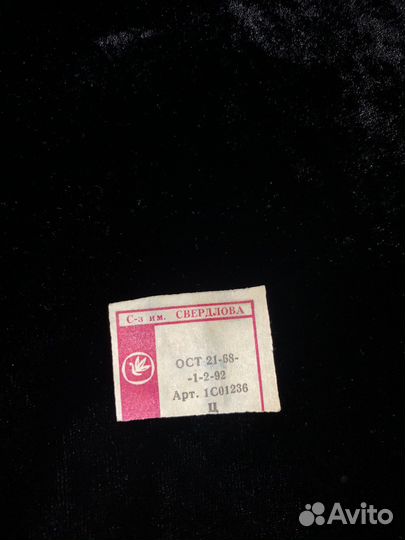 С-з им. СВЕРДЛОВА
ОСТ 21-68-
-1-2-92
Арт. 1С01236
Ц
Avito